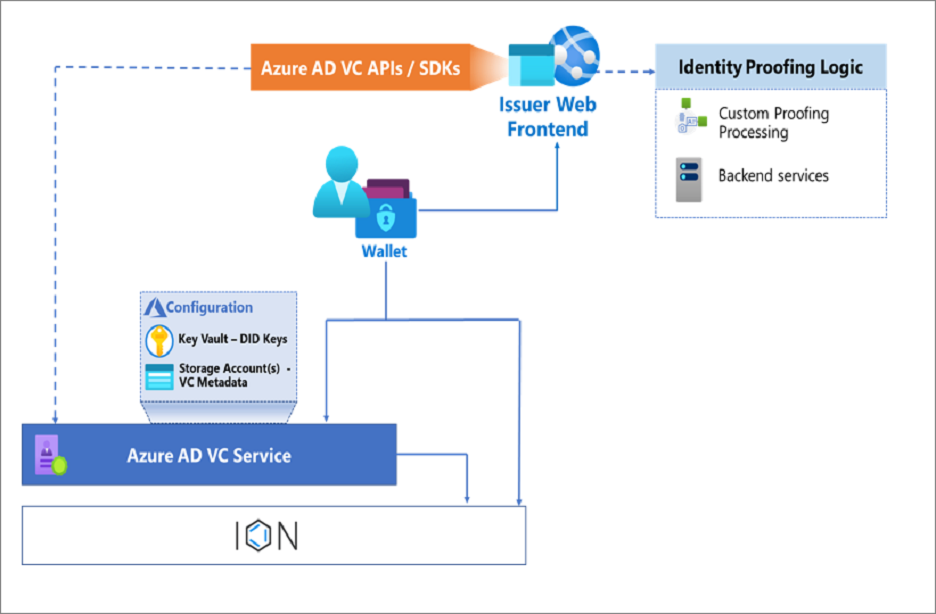 Azure AD VC APIs / SDKs
Issuer Web
Frontend
Identity Proofing Logic
Custom Proofing
Processing
Backend services
Wallet
Configuration
Key Vault – DID Keys
Storage Account(s) -
VC Metadata
Azure AD VC Service
ION